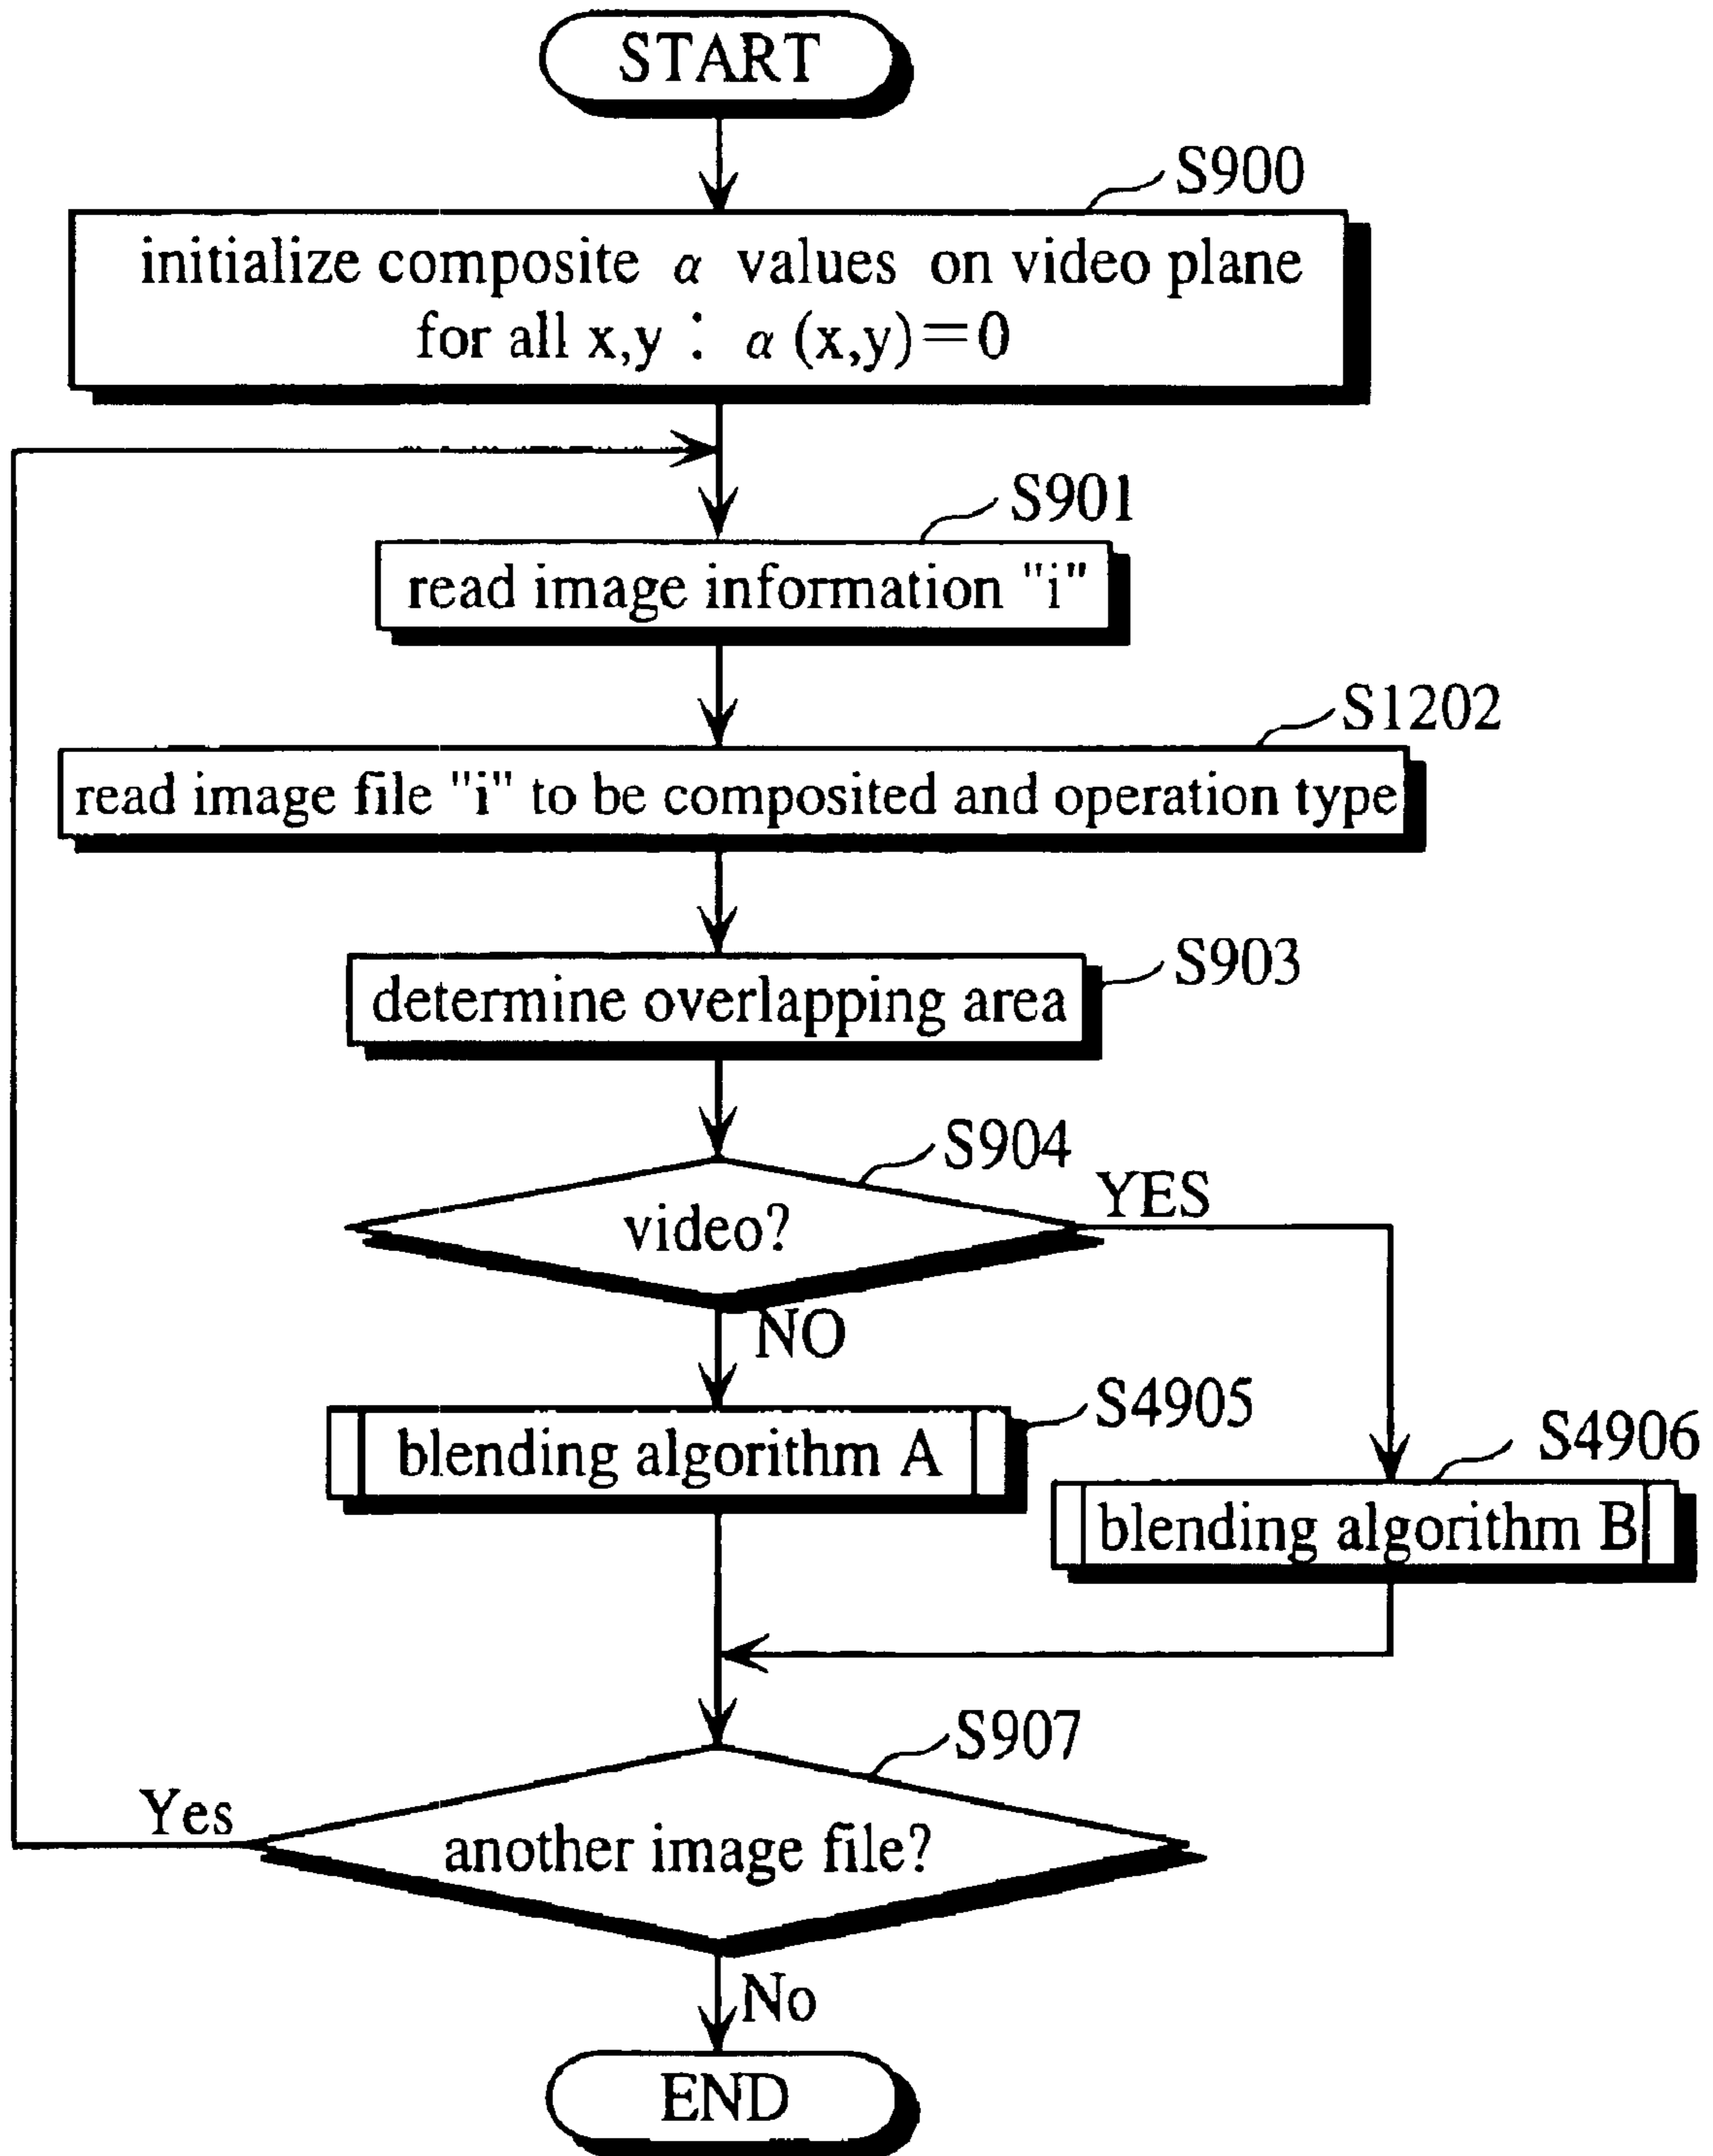 START
S900
initialize composite α values on video plane
for all x,y : α (x,y)=0
S901
read image information "i"
S1202
read image file "i" to be composited and operation type
S903
determine overlapping area
S904
video?
YES
NO
S4905
blending algorithm A
S4906
blending algorithm B
S907
another image file?
Yes
No
END